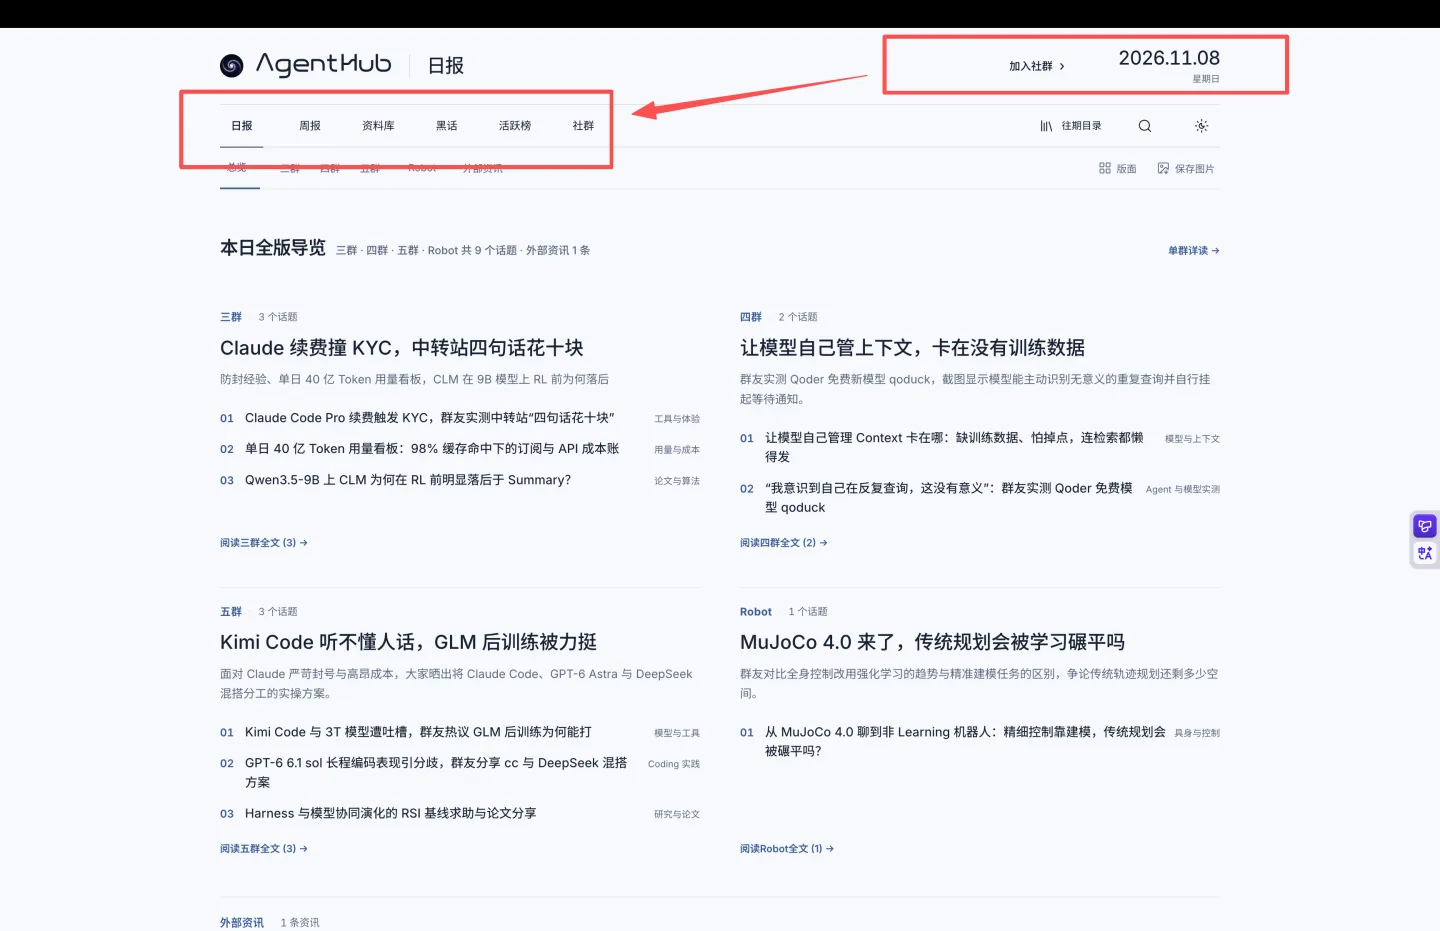 AgentHub 日报
加入社群 ›
2026.11.08
星期日
日报 周报 资料库 黑话 活跃榜 社群
往期目录
总览 三群 四群 五群 Robot 外部资讯
版面 保存图片
本日全版导览 三群 · 四群 · 五群 · Robot 共 9 个话题 · 外部资讯 1 条
单群详读 →
三群 3 个话题
Claude 续费撞 KYC，中转站四句话花十块
防封经验、单日 40 亿 Token 用量看板，CLM 在 9B 模型上 RL 前为何落后
01 Claude Code Pro 续费触发 KYC，群友实测中转站“四句话花十块” 工具与体验
02 单日 40 亿 Token 用量看板：98% 缓存命中下的订阅与 API 成本账 用量与成本
03 Qwen3.5-9B 上 CLM 为何在 RL 前明显落后于 Summary？ 论文与算法
阅读三群全文 (3) →
四群 2 个话题
让模型自己管上下文，卡在没有训练数据
群友实测 Qoder 免费新模型 qoduck，截图显示模型能主动识别无意义的重复查询并自行挂
起等待通知。
01 让模型自己管理 Context 卡在哪：缺训练数据、怕掉点，连检索都懒 模型与上下文
得发
02 “我意识到自己在反复查询，这没有意义”：群友实测 Qoder 免费模 Agent 与模型实测
型 qoduck
阅读四群全文 (2) →
五群 3 个话题
Kimi Code 听不懂人话，GLM 后训练被力挺
面对 Claude 严苛封号与高昂成本，大家晒出将 Claude Code、GPT-6 Astra 与 DeepSeek
混搭分工的实操方案。
01 Kimi Code 与 3T 模型遭吐槽，群友热议 GLM 后训练为何能打 模型与工具
02 GPT-6 6.1 sol 长程编码表现引分歧，群友分享 cc 与 DeepSeek 混搭 Coding 实践
方案
03 Harness 与模型协同演化的 RSI 基线求助与论文分享 研究与论文
阅读五群全文 (3) →
Robot 1 个话题
MuJoCo 4.0 来了，传统规划会被学习碾平吗
群友对比全身控制改用强化学习的趋势与精准建模任务的区别，争论传统轨迹规划还剩多少空
间。
01 从 MuJoCo 4.0 聊到非 Learning 机器人：精细控制靠建模，传统规划会 具身与控制
被碾平吗？
阅读Robot全文 (1) →
外部资讯 1 条资讯